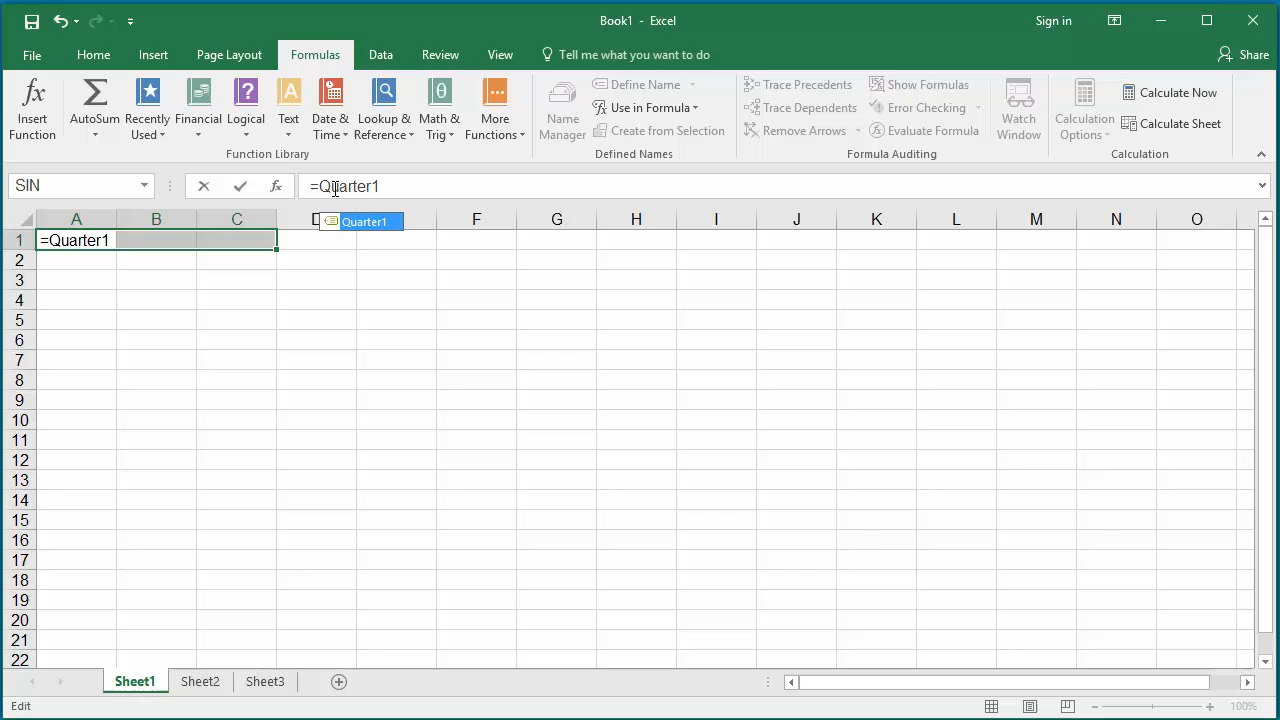 Book1 - Excel
Sign in
File Home Insert Page Layout Formulas Data Review View Tell me what you want to do Share
fx Σ ? A θ
Insert Function
AutoSum
Recently Used
Financial
Logical
Text
Date & Time
Lookup & Reference
Math & Trig
More Functions
Function Library
Name Manager
Define Name
Use in Formula
Create from Selection
Defined Names
Trace Precedents
Trace Dependents
Remove Arrows
Show Formulas
Error Checking
Evaluate Formula
Watch Window
Formula Auditing
Calculation Options
Calculate Now
Calculate Sheet
Calculation
SIN fx =Quarter1
A B C D F G H I J K L M N O
Quarter1
1 =Quarter1
2
3
4
5
6
7
8
9
10
11
12
13
14
15
16
17
18
19
20
21
22
Sheet1 Sheet2 Sheet3
Edit 100%